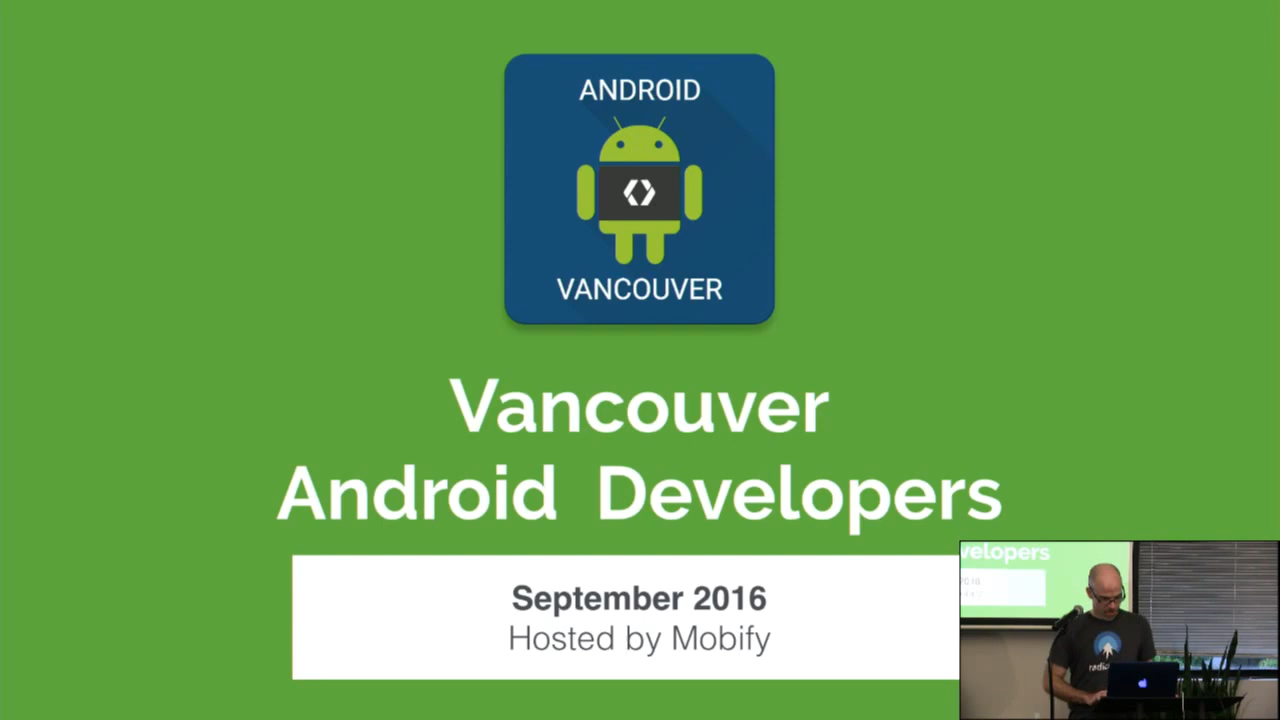 ANDROID
VANCOUVER
Vancouver
Android Developers
September 2016
Hosted by Mobify
velopers